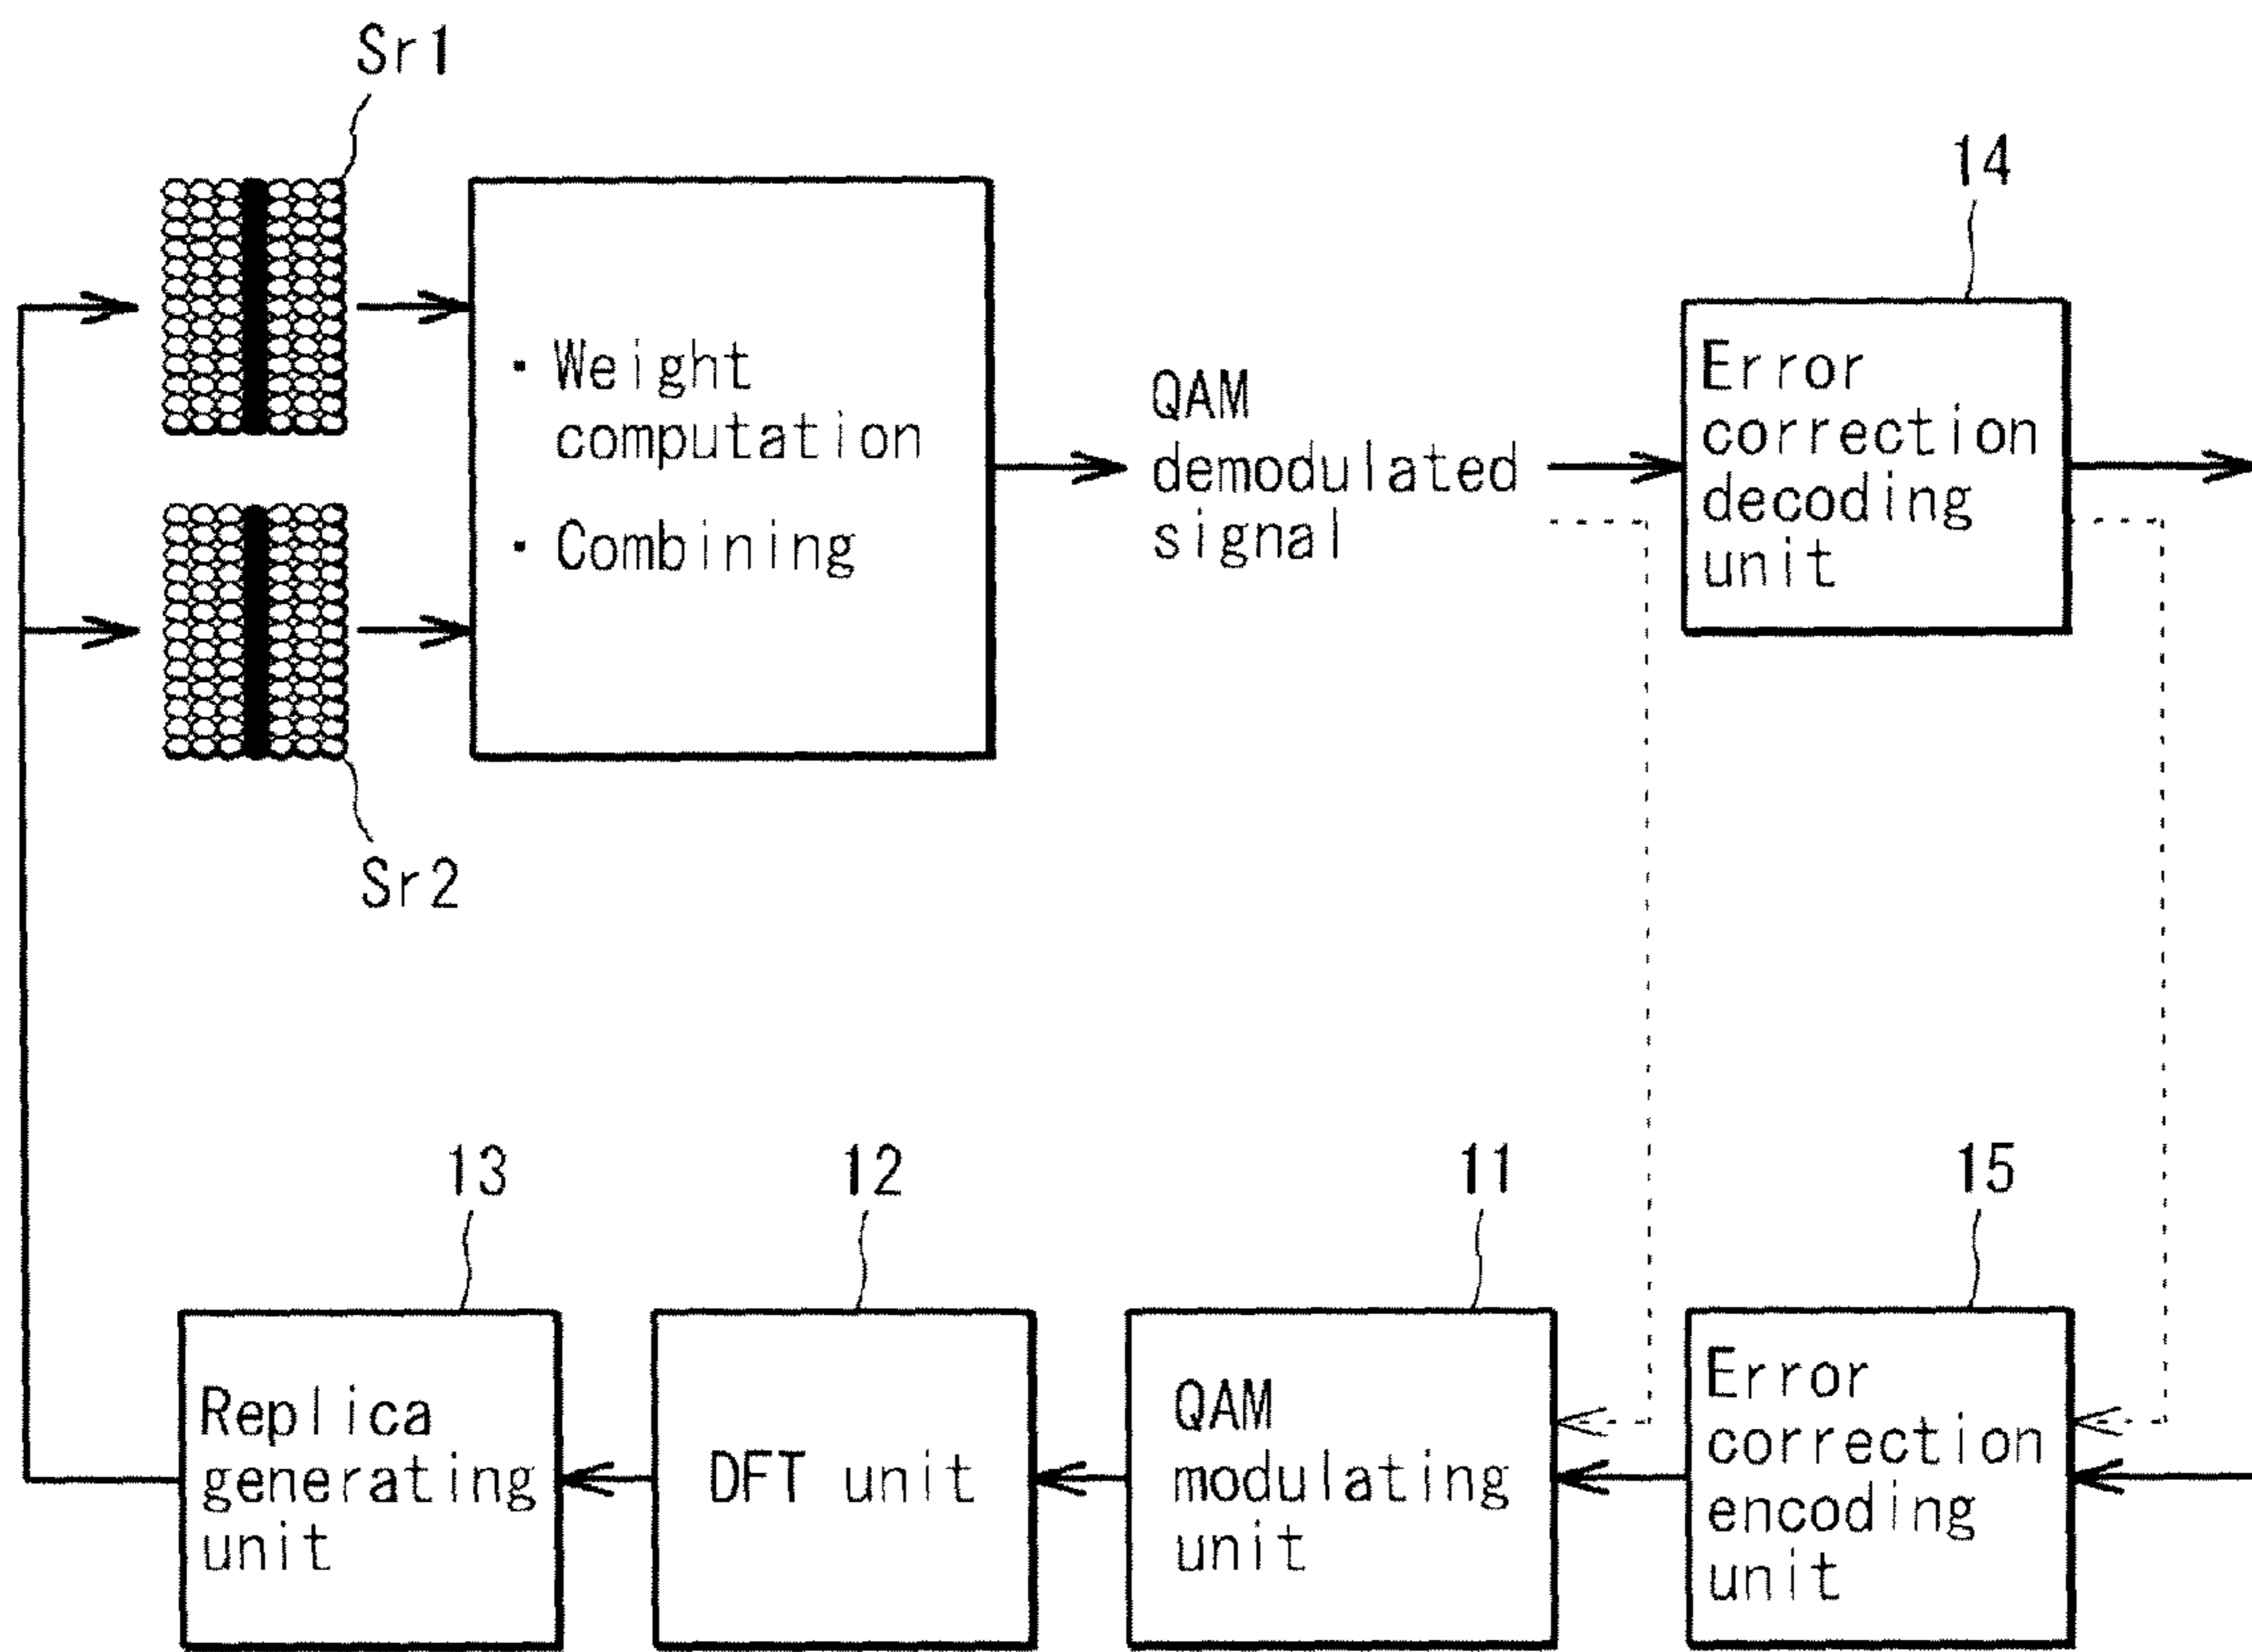 Sr1
14
・Weight
computation
・Combining
QAM
demodulated
signal
Error
correction
decoding
unit
Sr2
13
12
11
15
Replica
generating
unit
DFT unit
QAM
modulating
unit
Error
correction
encoding
unit